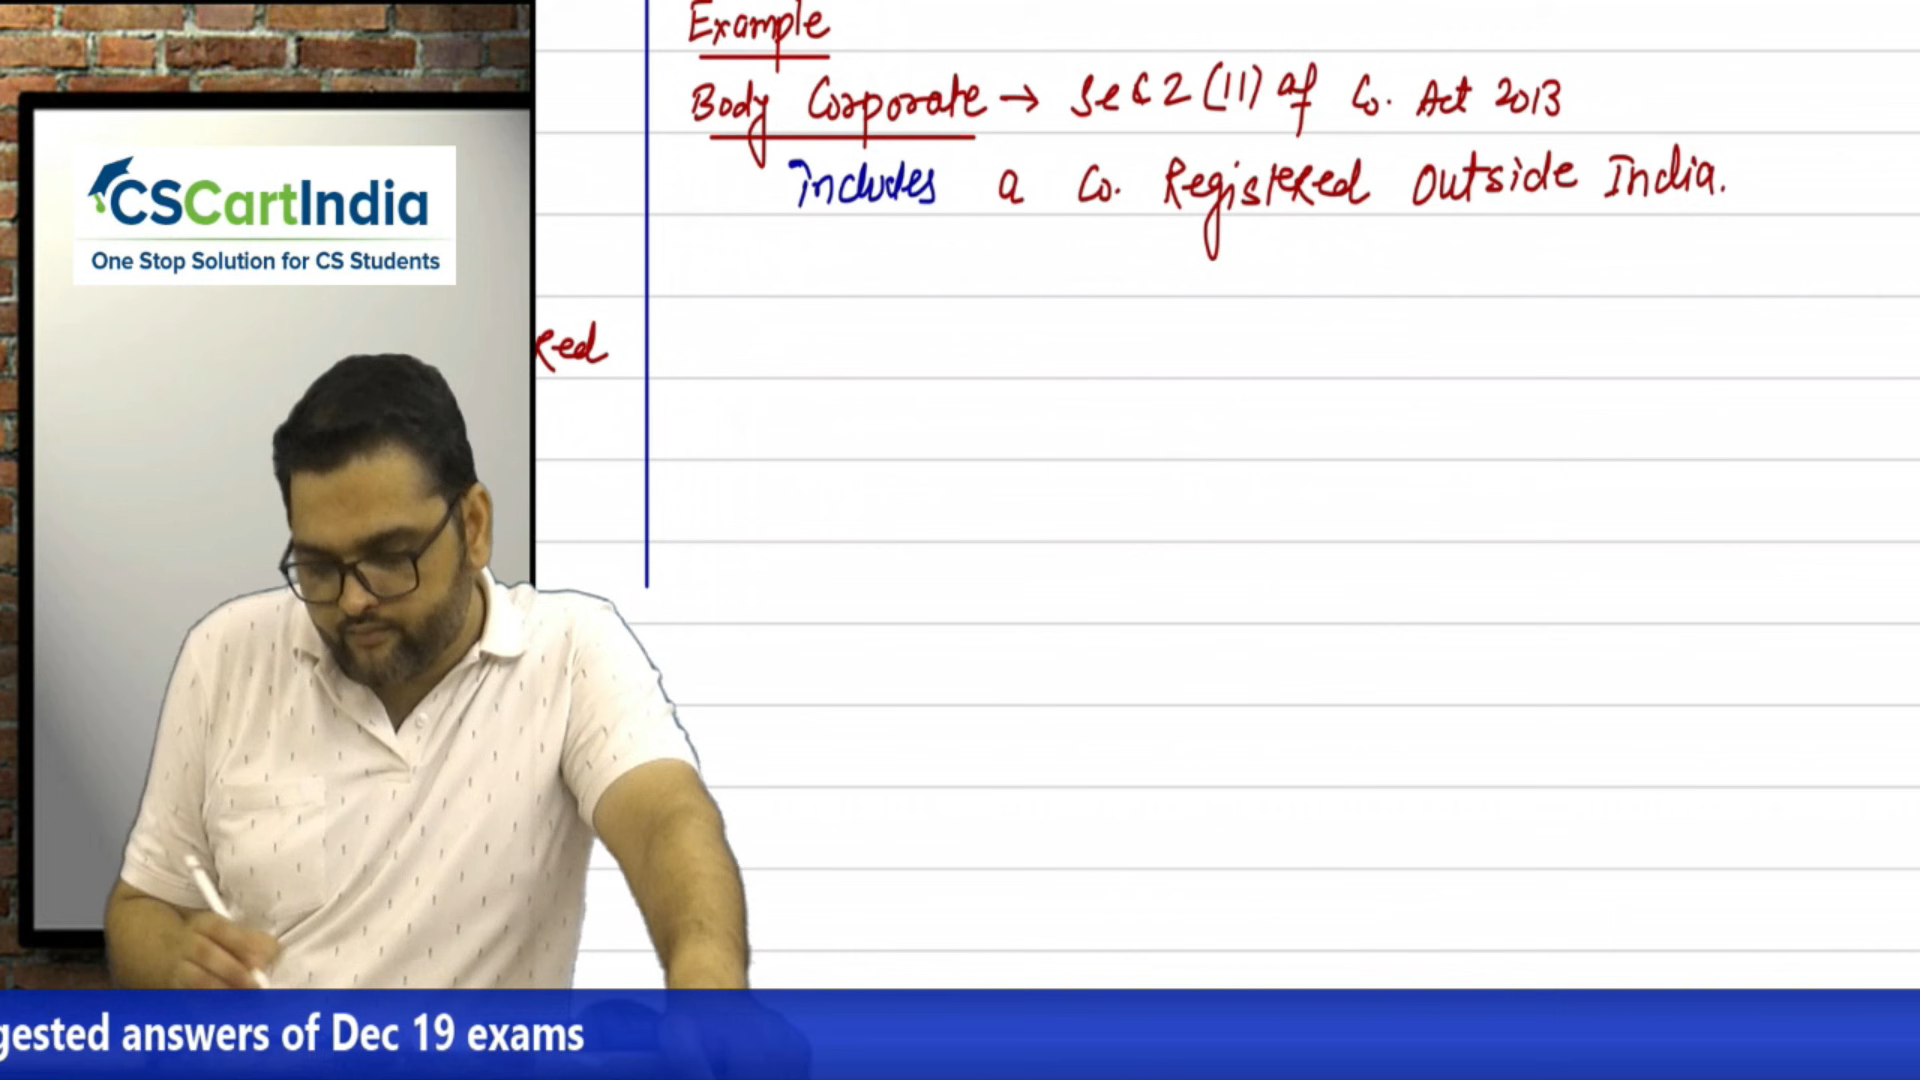 CSCartIndia
One Stop Solution for CS Students
Red
Example
Body Corporate → Sec 2 (11) of Co. Act 2013
Includes a Co. Registered Outside India.
gested answers of Dec 19 exams